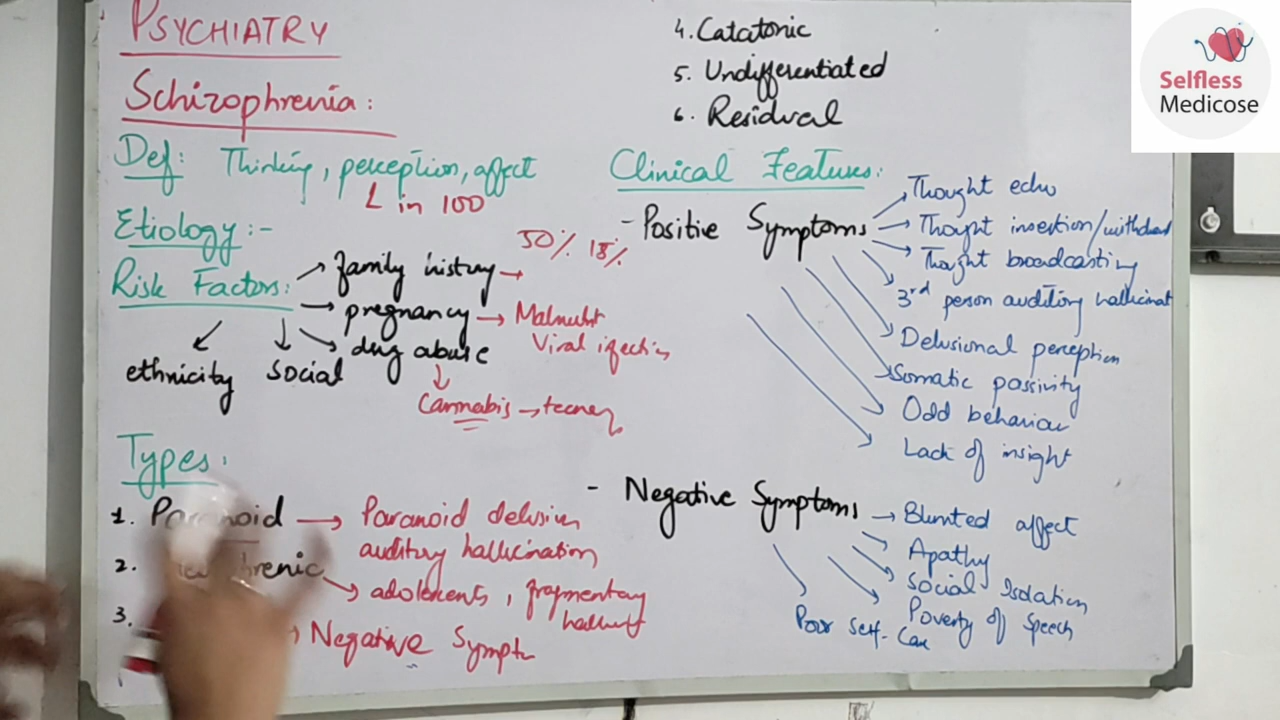 PSYCHIATRY
Schizophrenia:
Def: Thinking, perception, affect
1 in 100
Etiology:-
Risk Factors:
family history
50% 18%
pregnancy
Malnutrt
Viral infection
drug abuse
Cannabis → teenag
social
ethnicity
Types:
1. Paranoid → Paranoid delusion
auditory hallucination
2.
adolescents, fragmentary
3.
Negative Sympt
4. Catatonic
5. Undifferentiated
6. Residual
Clinical Features:
- Positive Symptoms
Thought echo
Thought insertion/withdrawl
Thought broadcasting
3rd person auditory hallucinat
Delusional perception
Somatic passivity
Odd behaviour
Lack of insight
- Negative Symptoms
Blunted affect
Apathy
Social Isolation
Poverty of Speech
Poor self-Care
Selfless
Medicose